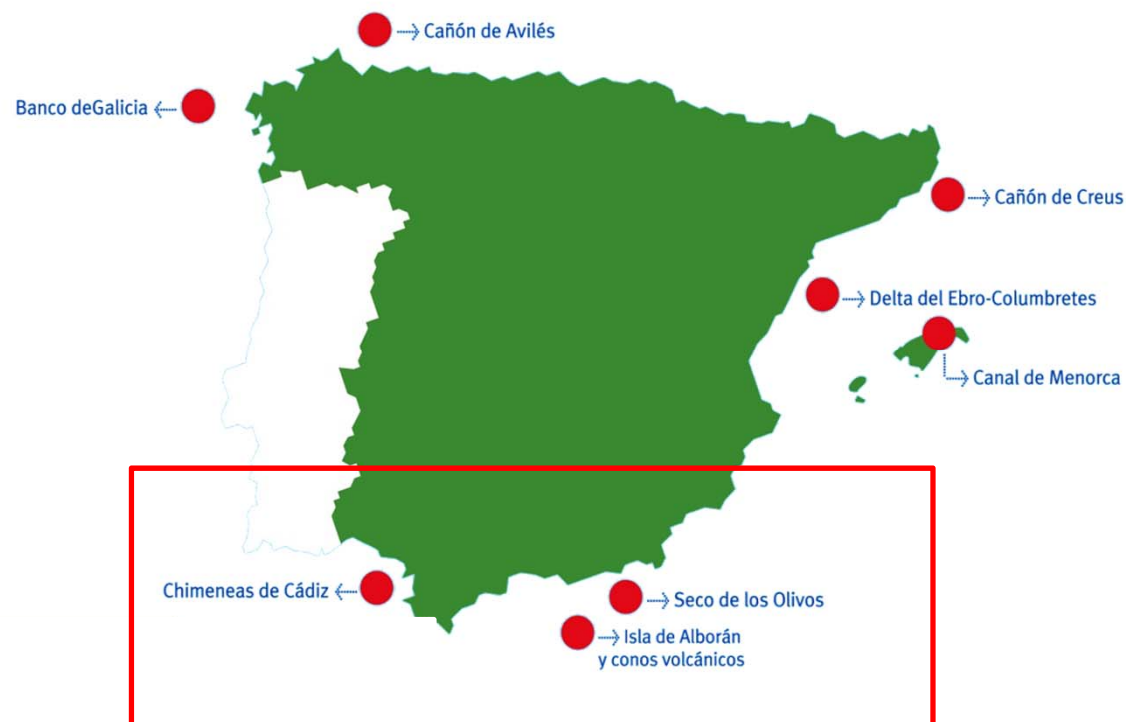 Cañón de Avilés
Banco deGalicia
Cañón de Creus
Delta del Ebro-Columbretes
Canal de Menorca
Chimeneas de Cádiz
Seco de los Olivos
Isla de Alborán
y conos volcánicos